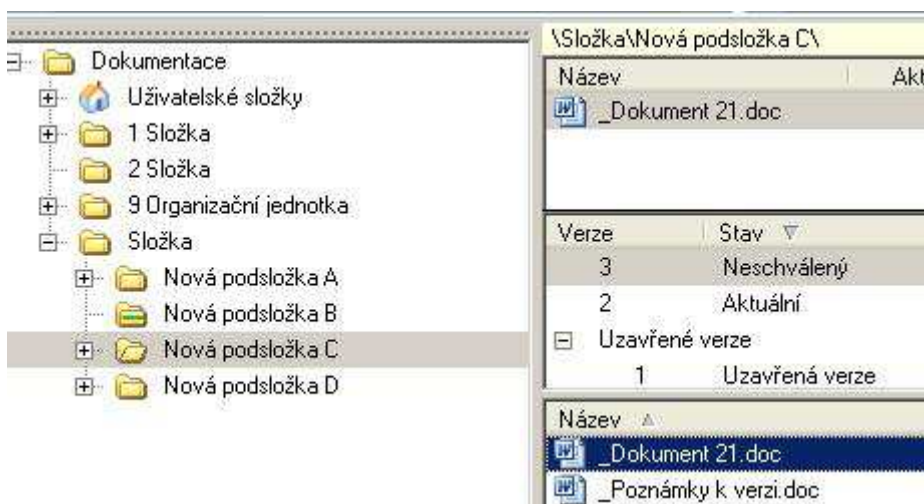 Dokumentace
Uživatelské složky
1 Složka
2 Složka
9 Organizační jednotka
Složka
Nová podsložka A
Nová podsložka B
Nová podsložka C
Nová podsložka D
\Složka\Nová podsložka C\
Název Akt
_Dokument 21.doc
Verze Stav
3 Neschválený
2 Aktuální
Uzavřené verze
1 Uzavřená verze
Název
_Dokument 21.doc
_Poznámky k verzi.doc